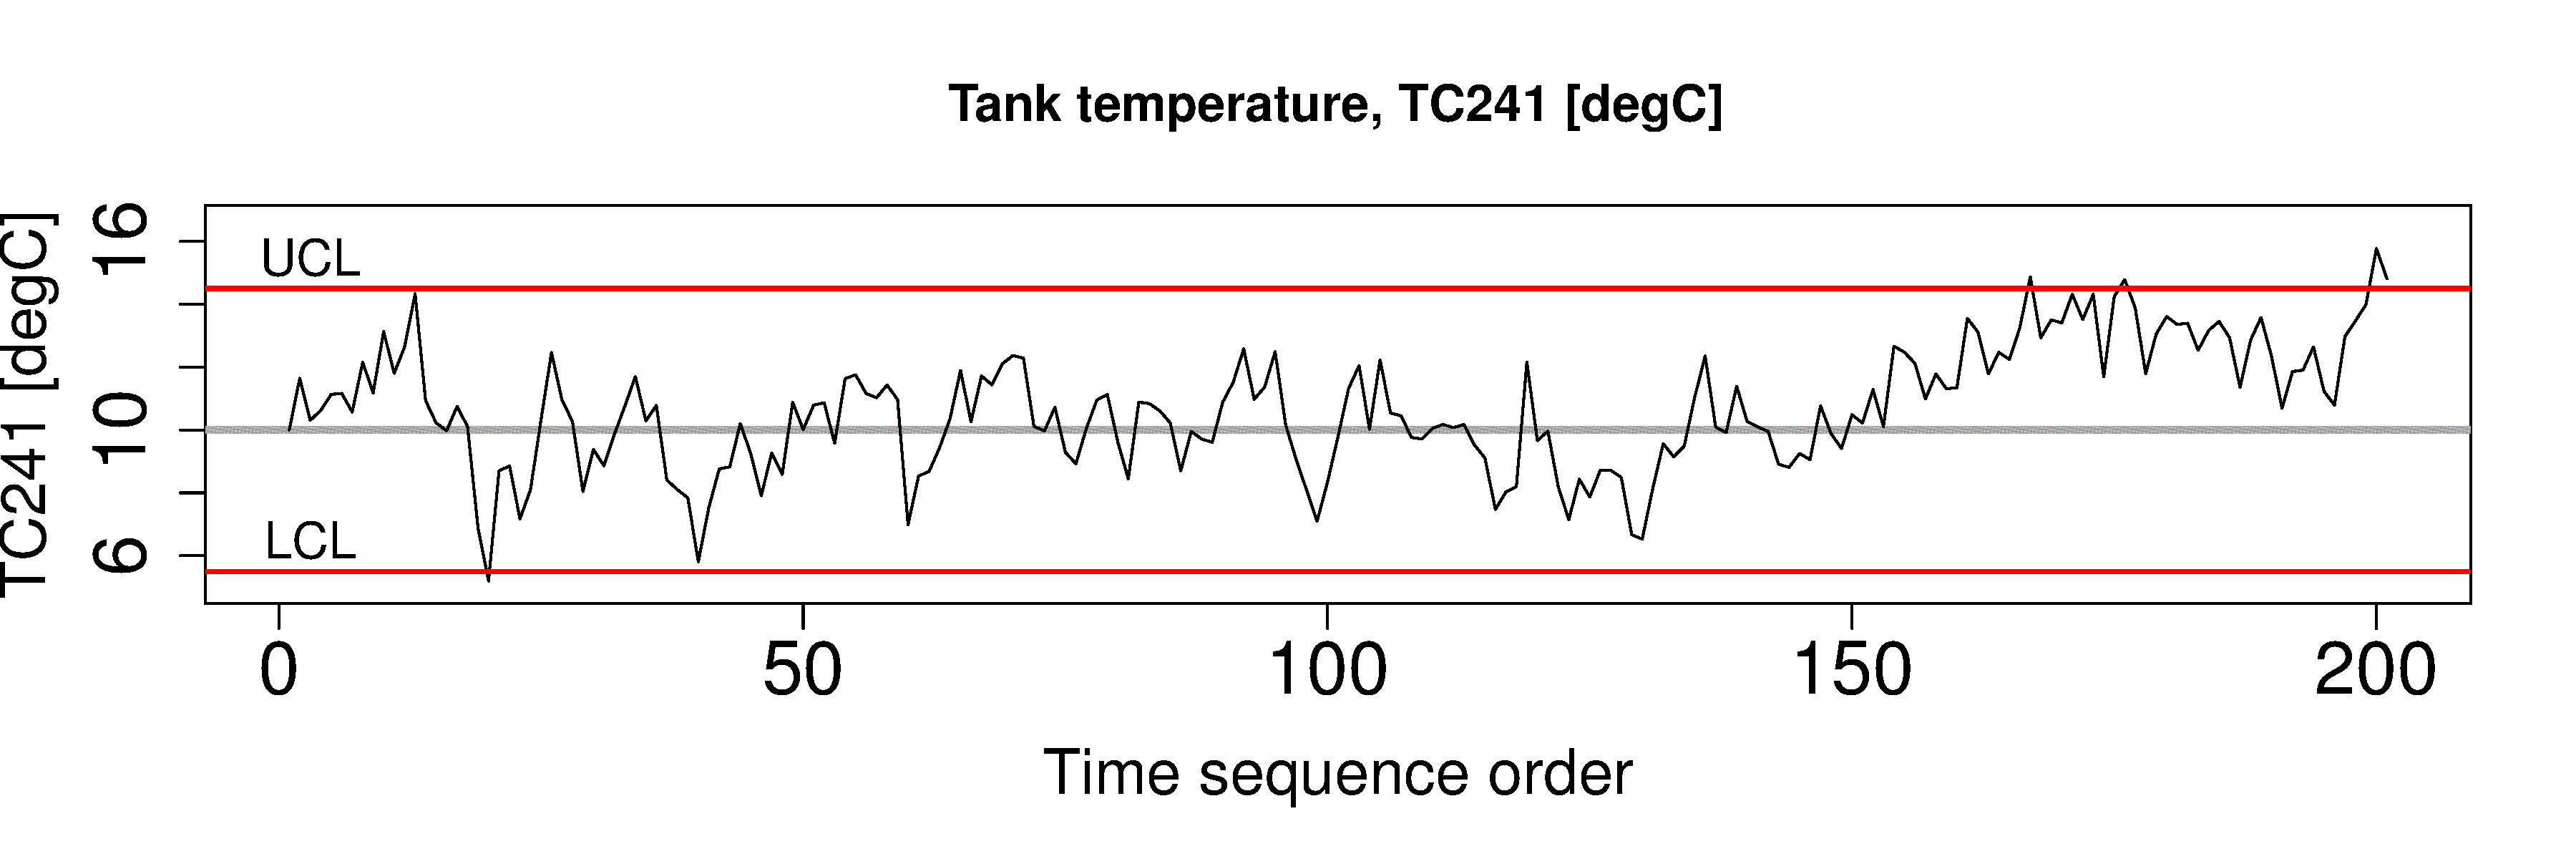 Tank temperature, TC241 [degC]
TC241 [degC]
16
10
6
UCL
LCL
0 50 100 150 200
Time sequence order